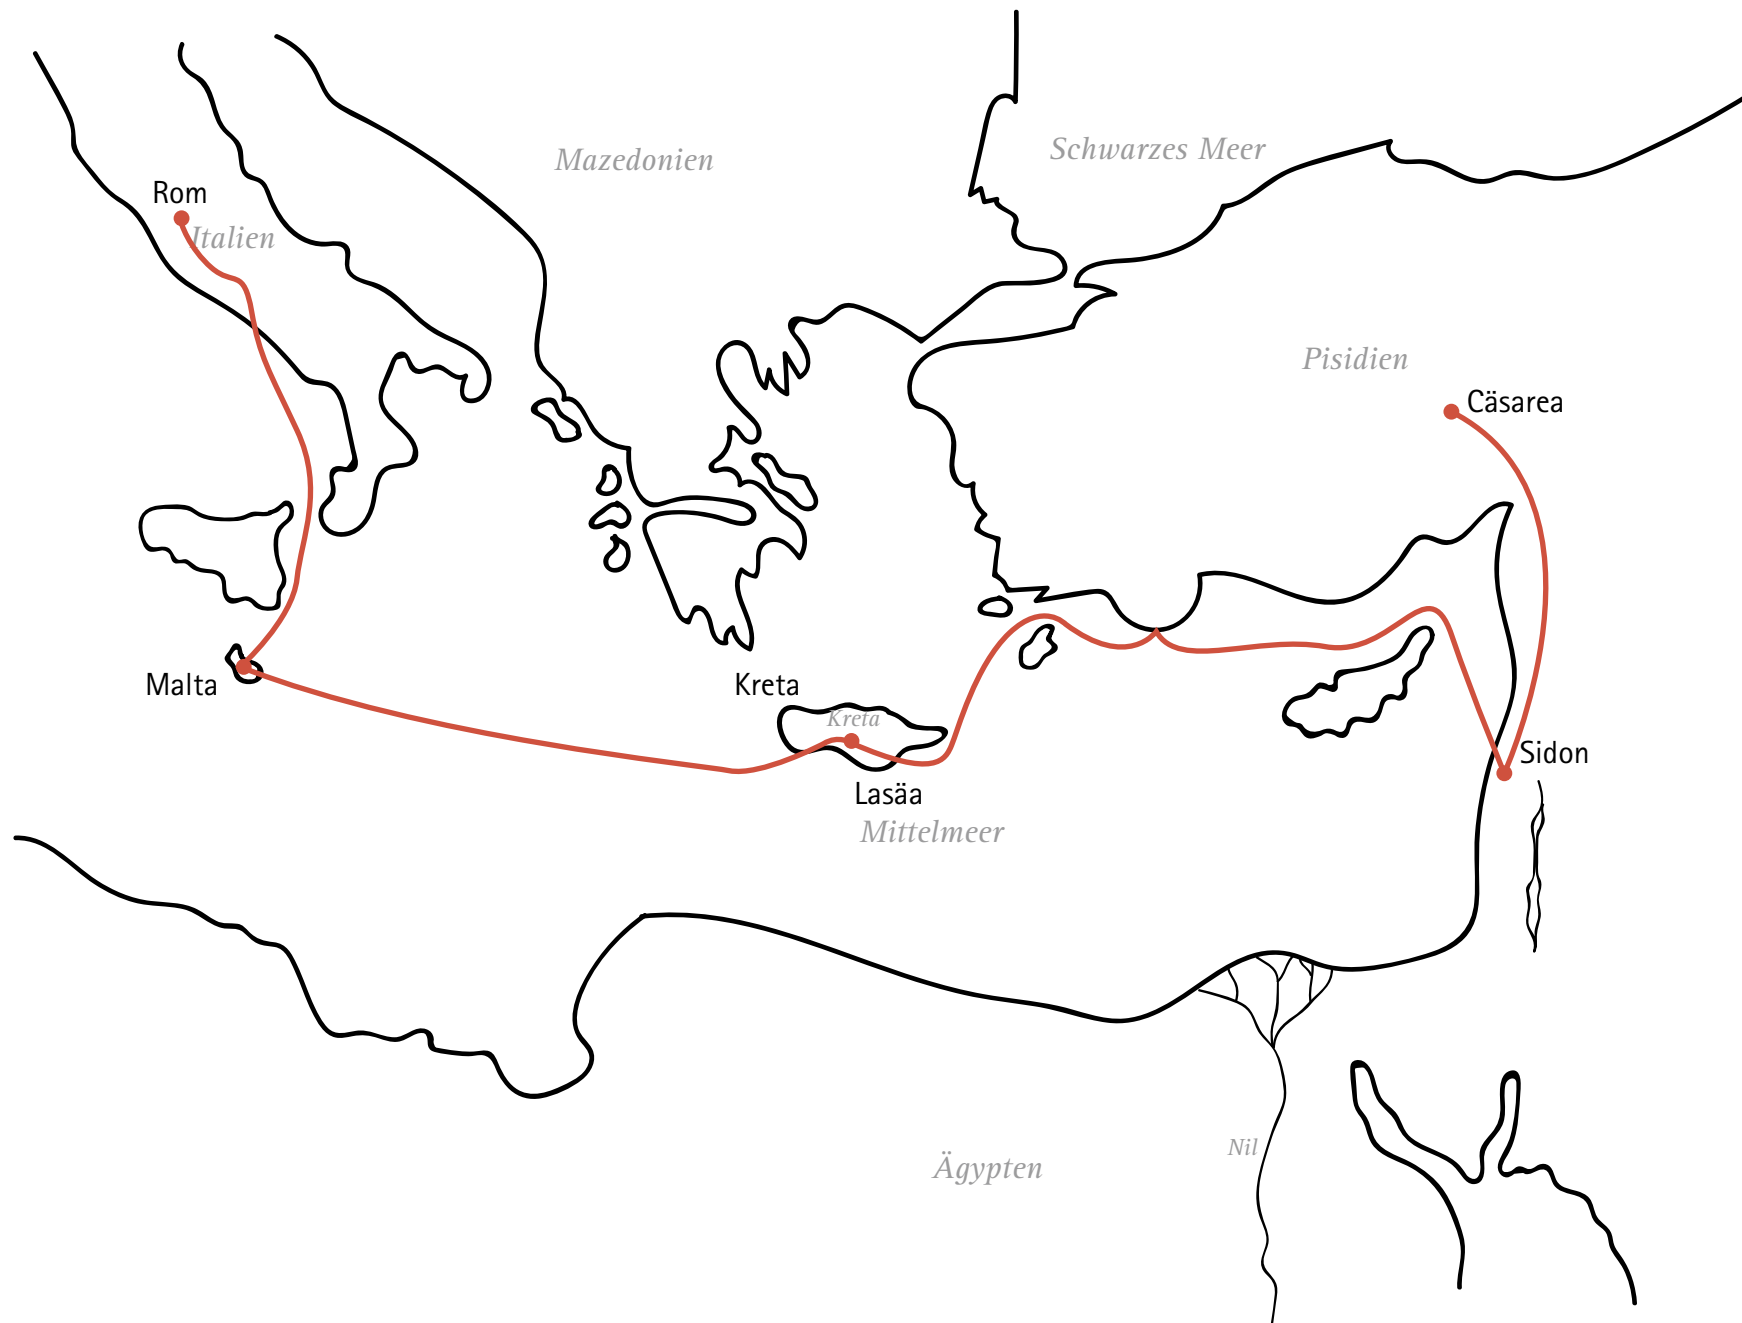 Schwarzes Meer
Mazedonien
Rom
Italien
Pisidien
Cäsarea
Malta
Kreta
Kreta
Sidon
Lasäa
Mittelmeer
Nil
Ägypten